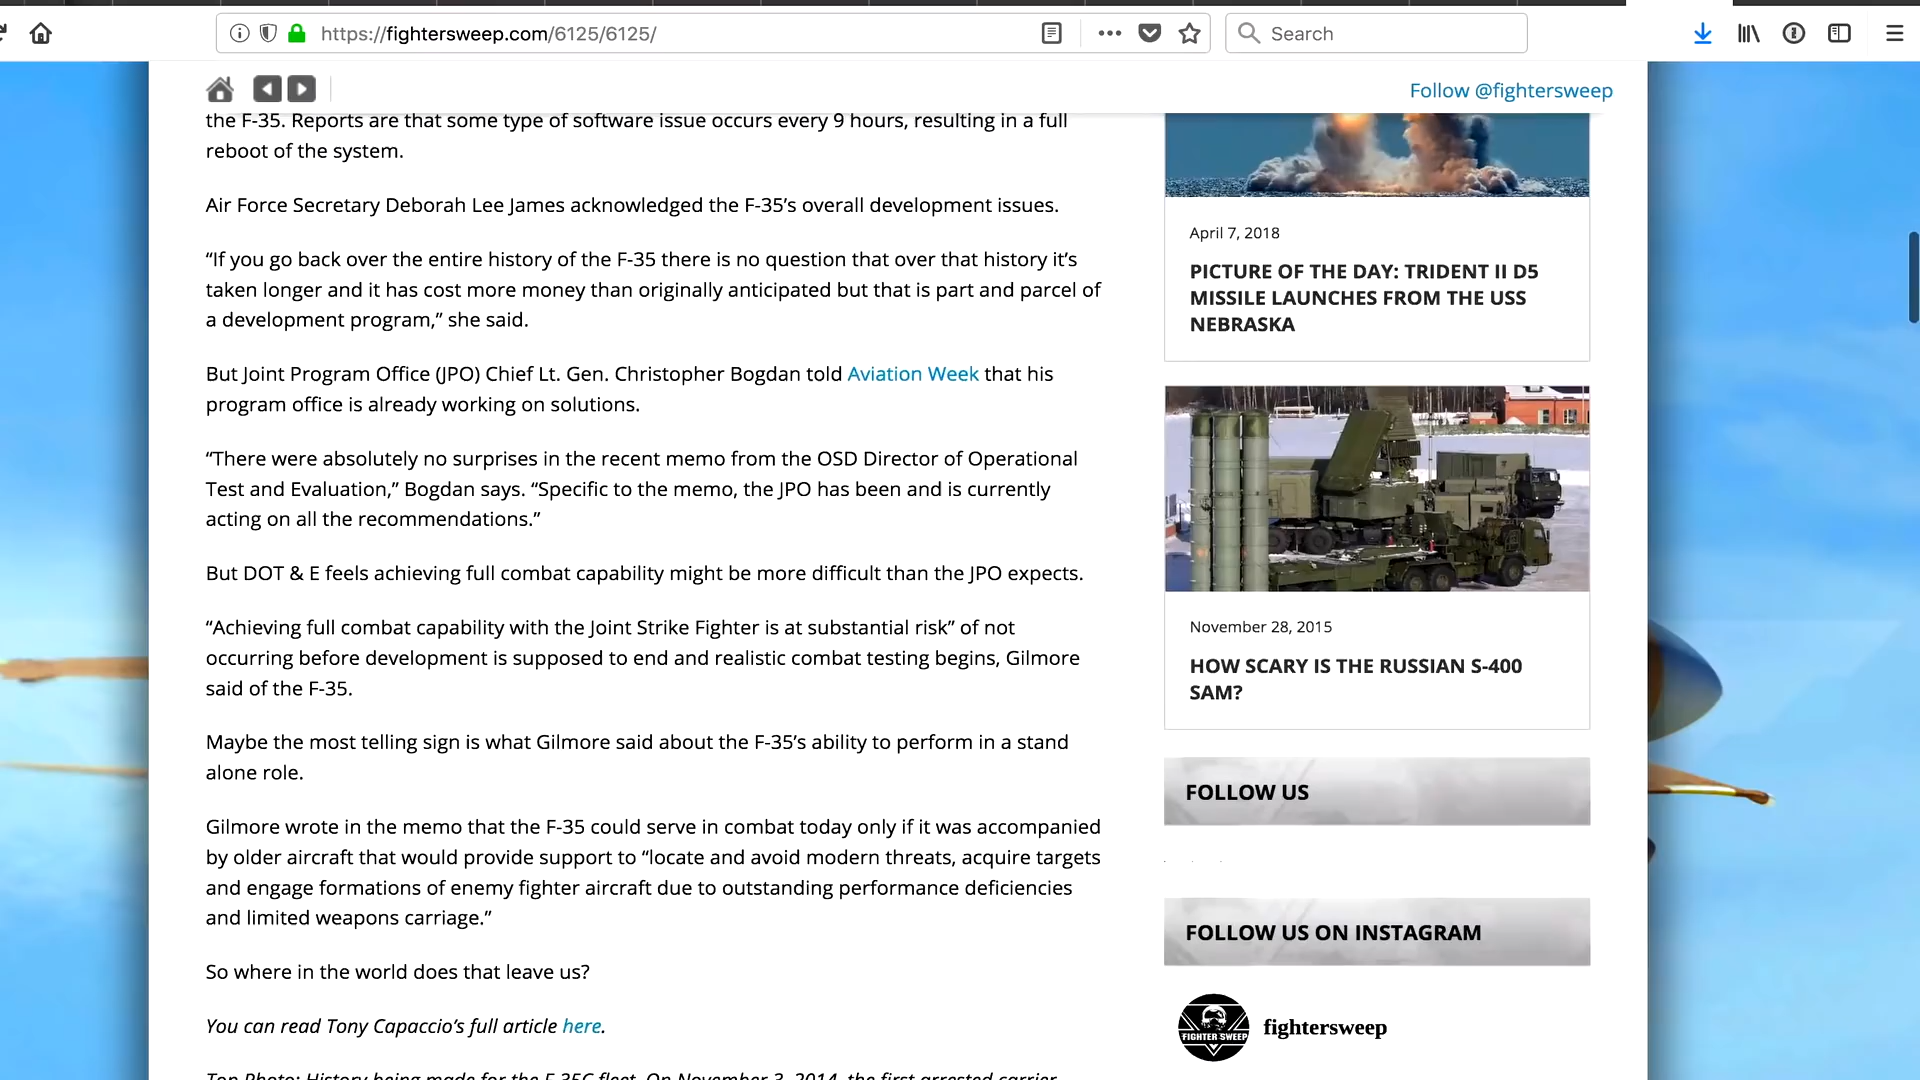 https://fightersweep.com/6125/6125/
Search
Follow @fightersweep
the F-35. Reports are that some type of software issue occurs every 9 hours, resulting in a full
reboot of the system.
Air Force Secretary Deborah Lee James acknowledged the F-35’s overall development issues.
“If you go back over the entire history of the F-35 there is no question that over that history it’s
taken longer and it has cost more money than originally anticipated but that is part and parcel of
a development program,” she said.
But Joint Program Office (JPO) Chief Lt. Gen. Christopher Bogdan told Aviation Week that his
program office is already working on solutions.
“There were absolutely no surprises in the recent memo from the OSD Director of Operational
Test and Evaluation,” Bogdan says. “Specific to the memo, the JPO has been and is currently
acting on all the recommendations.”
But DOT & E feels achieving full combat capability might be more difficult than the JPO expects.
“Achieving full combat capability with the Joint Strike Fighter is at substantial risk” of not
occurring before development is supposed to end and realistic combat testing begins, Gilmore
said of the F-35.
Maybe the most telling sign is what Gilmore said about the F-35’s ability to perform in a stand
alone role.
Gilmore wrote in the memo that the F-35 could serve in combat today only if it was accompanied
by older aircraft that would provide support to “locate and avoid modern threats, acquire targets
and engage formations of enemy fighter aircraft due to outstanding performance deficiencies
and limited weapons carriage.”
So where in the world does that leave us?
You can read Tony Capaccio’s full article here.
Top Photo: History being made for the F-35C fleet. On November 3, 2014, the first arrested carrier
April 7, 2018
PICTURE OF THE DAY: TRIDENT II D5
MISSILE LAUNCHES FROM THE USS
NEBRASKA
November 28, 2015
HOW SCARY IS THE RUSSIAN S-400
SAM?
FOLLOW US
FOLLOW US ON INSTAGRAM
FIGHTER SWEEP
fightersweep